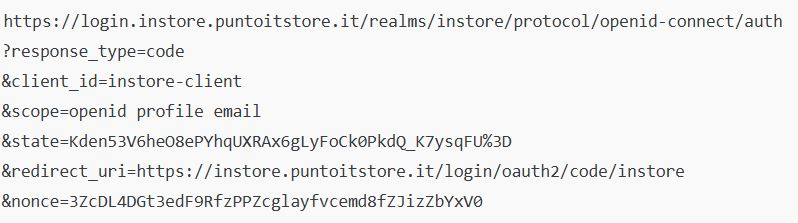 https://login.instore.puntoitstore.it/realms/instore/protocol/openid-connect/auth
?response_type=code
&client_id=instore-client
&scope=openid profile email
&state=Kden53V6heO8ePYhqUXRAx6gLyFoCk0PkdQ_K7ysqFU%3D
&redirect_uri=https://instore.puntoitstore.it/login/oauth2/code/instore
&nonce=3ZcDL4DGt3edF9RfzPPZcglayfvcemd8fZJizZbYxV0